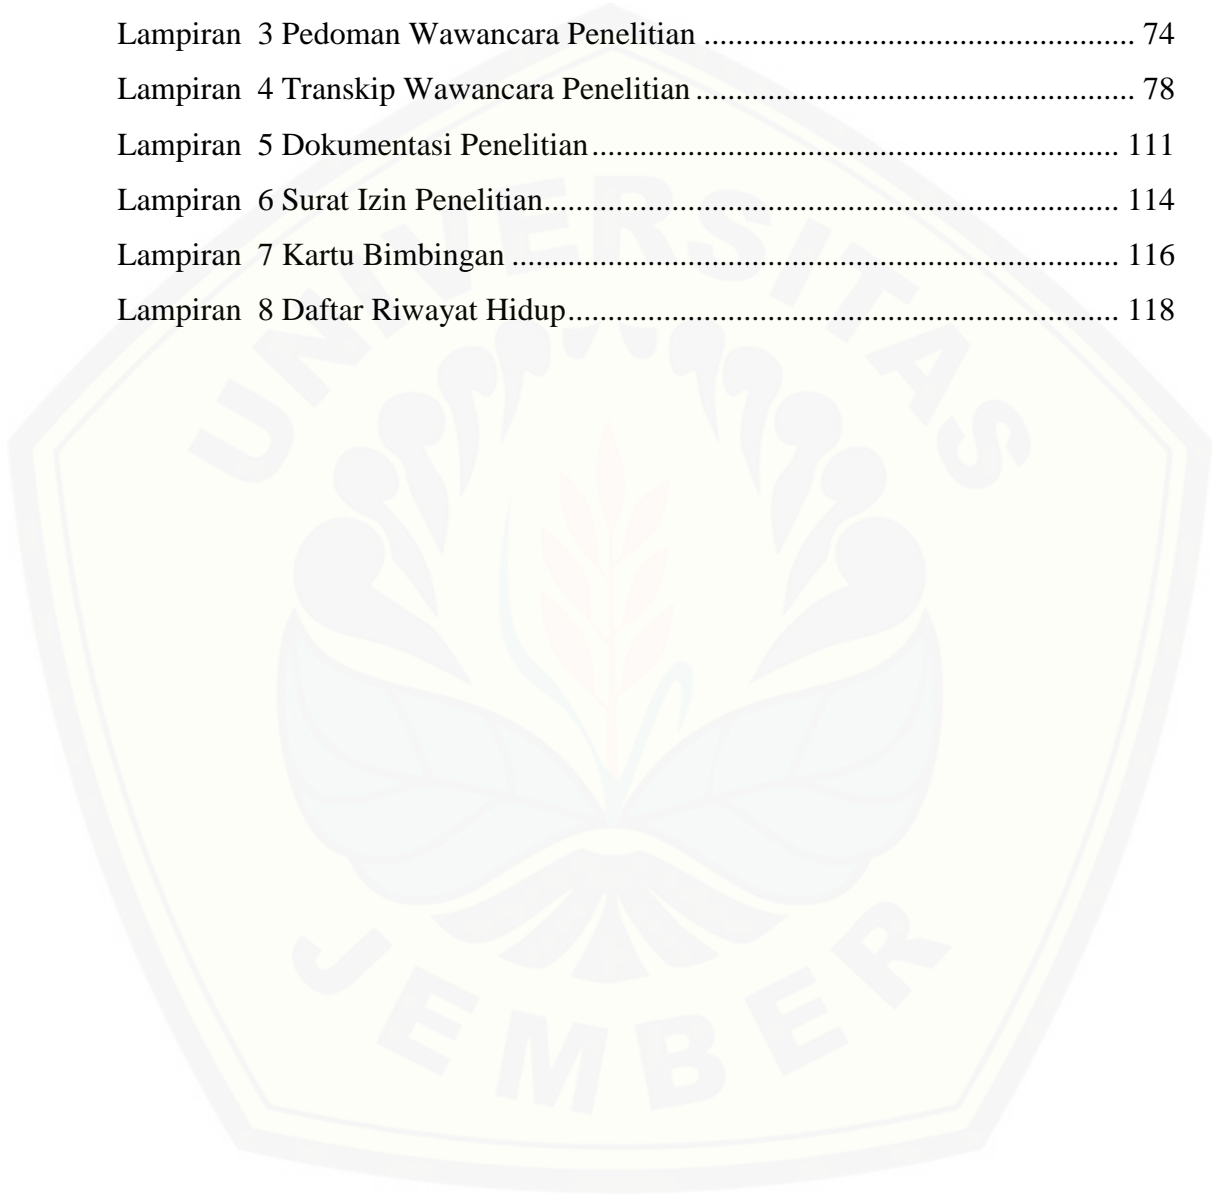 Lampiran 3 Pedoman Wawancara Penelitian ...................................................... 74
Lampiran 4 Transkip Wawancara Penelitian ....................................................... 78
Lampiran 5 Dokumentasi Penelitian.................................................................. 111
Lampiran 6 Surat Izin Penelitian........................................................................ 114
Lampiran 7 Kartu Bimbingan ............................................................................ 116
Lampiran 8 Daftar Riwayat Hidup..................................................................... 118
UNIVERSITAS
JEMBER